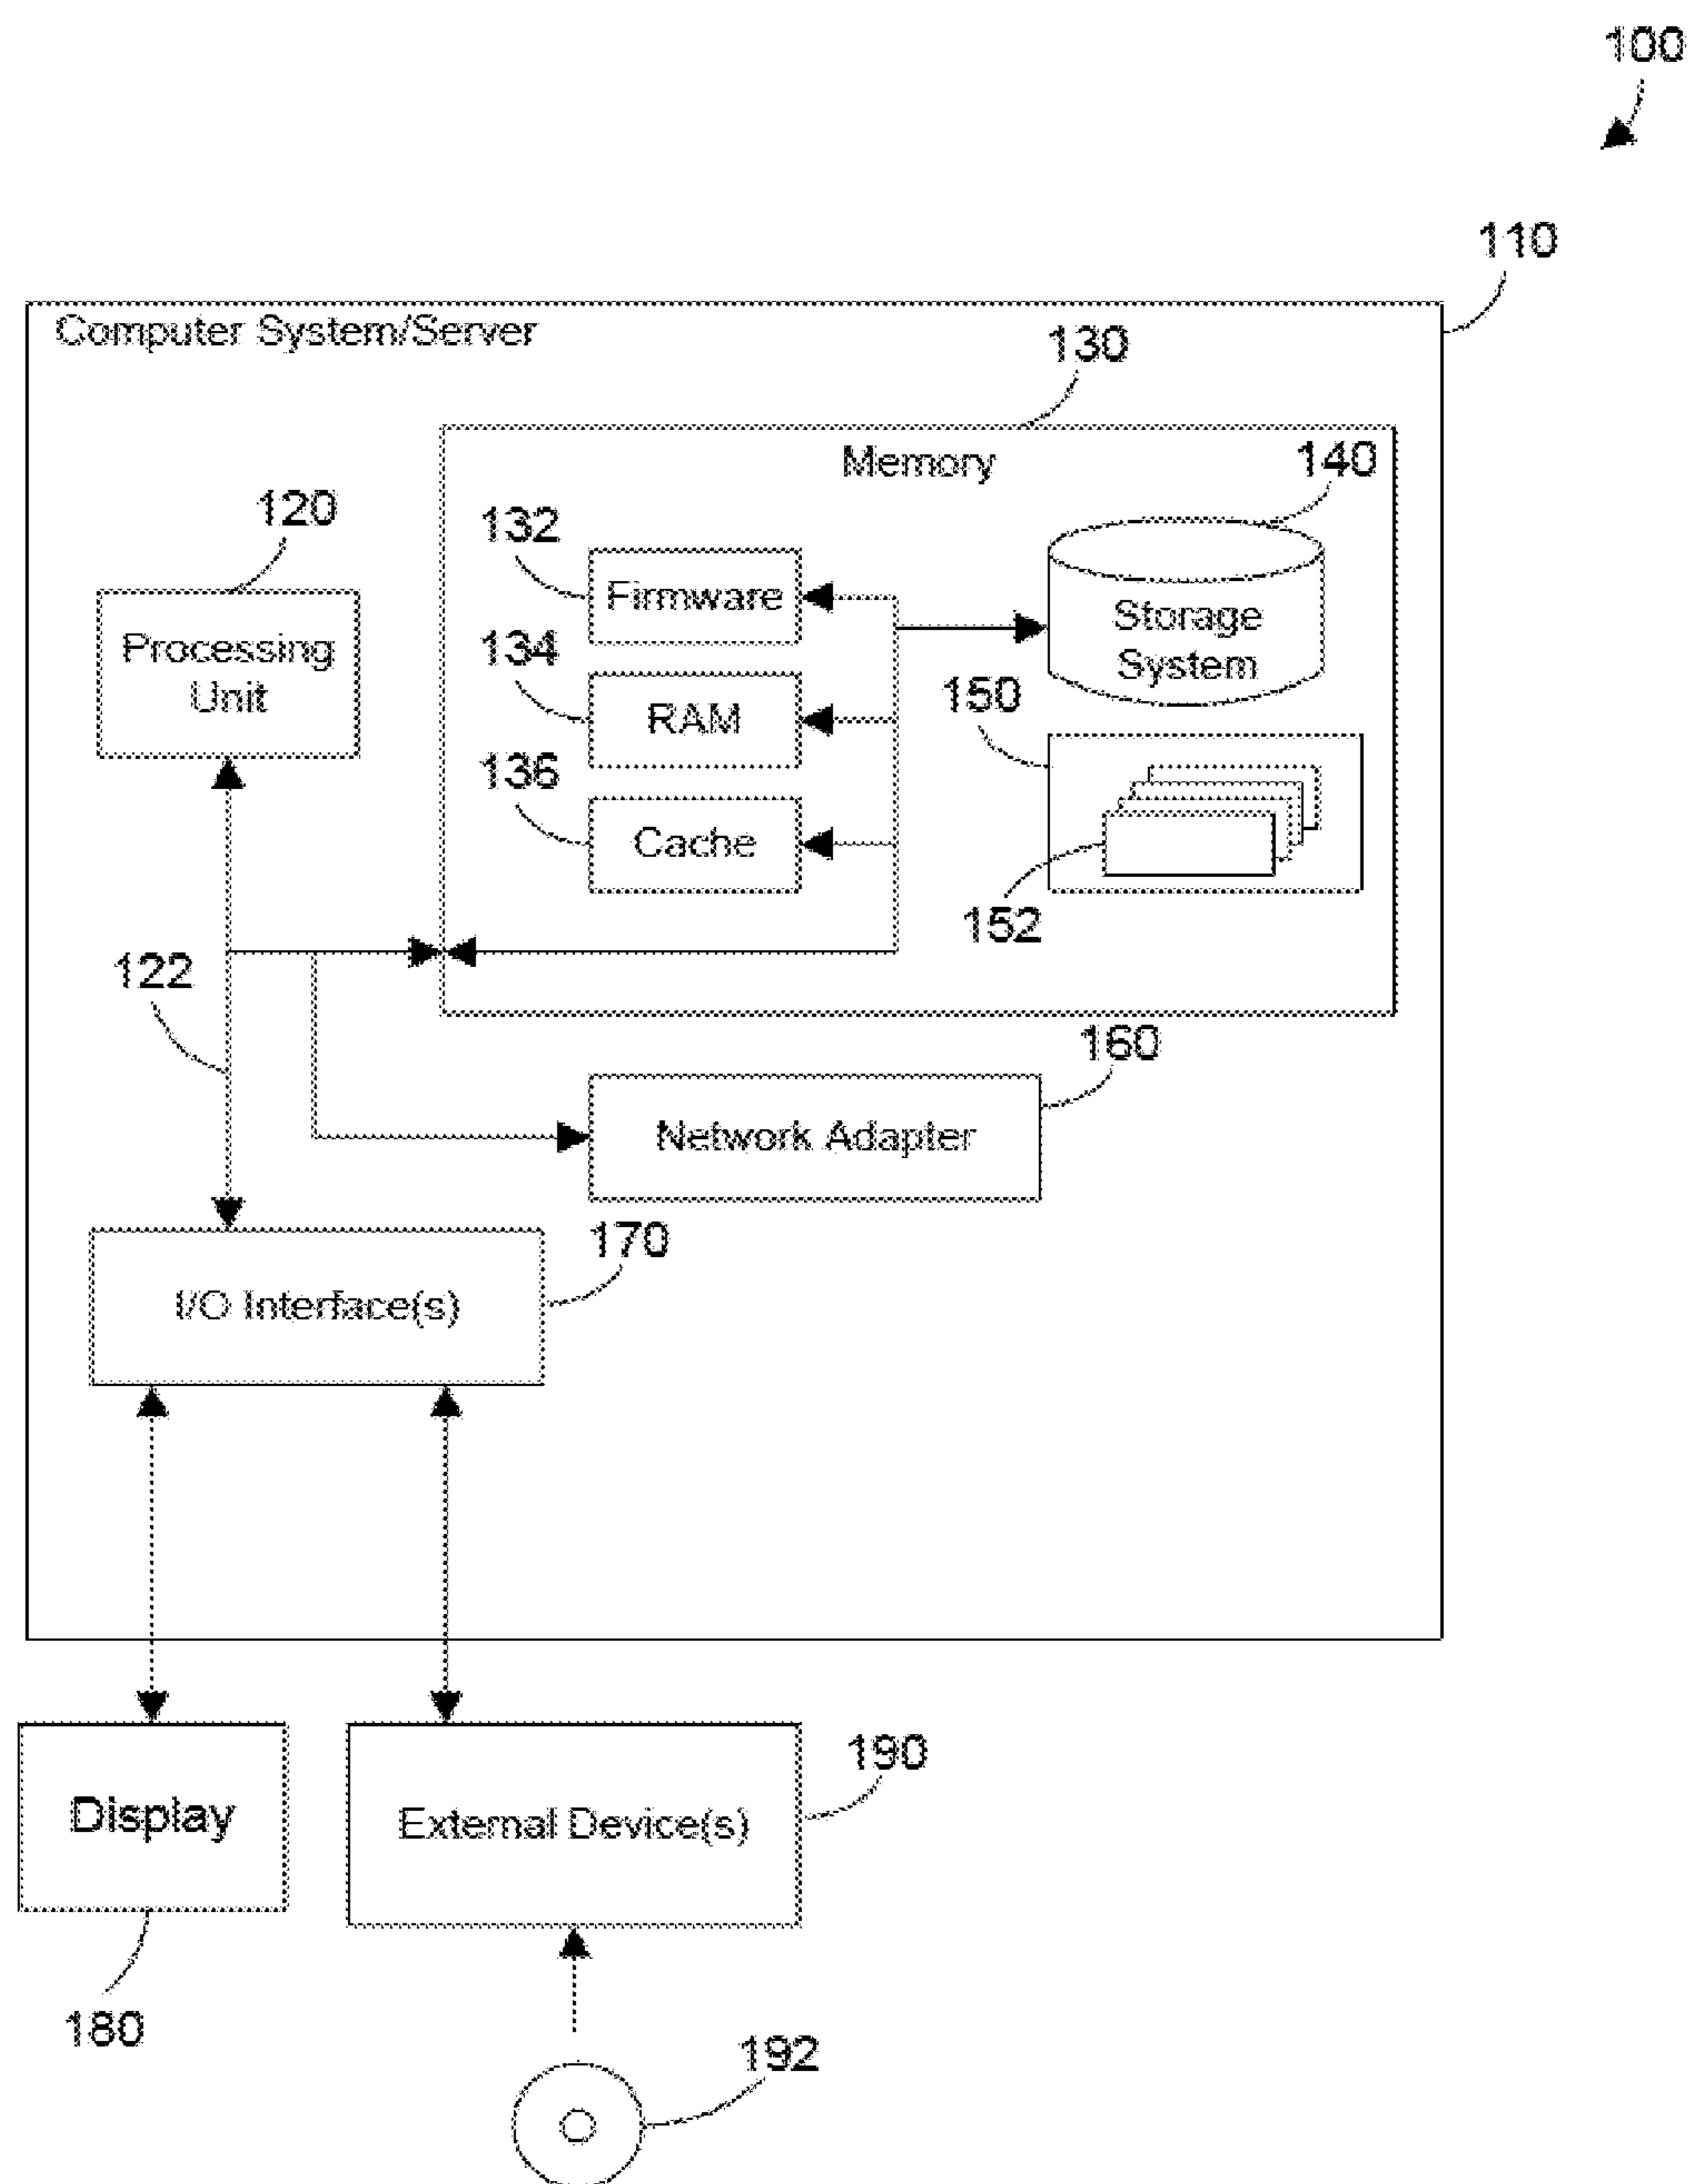 100
110
Computer System/Server
130
Memory
140
120
132
Firmware
Processing
Unit
Storage
System
134
RAM
150
136
Cache
152
122
160
Network Adapter
170
I/O Interface(s)
190
Display
External Device(s)
180
192